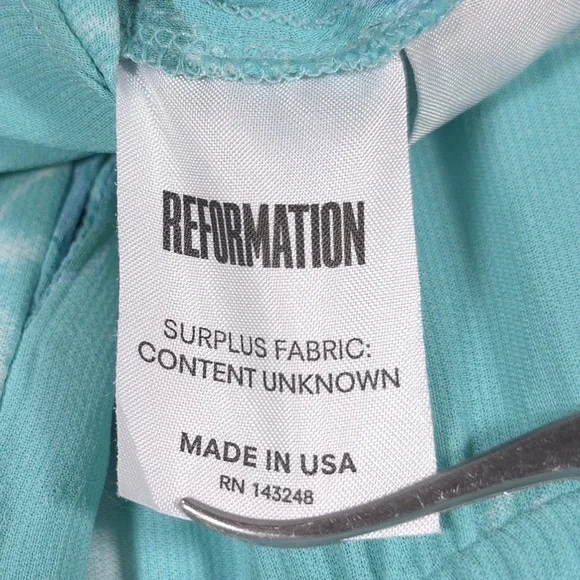 REFORMATION
SURPLUS FABRIC:
CONTENT UNKNOWN
MADE IN USA
RN 143248